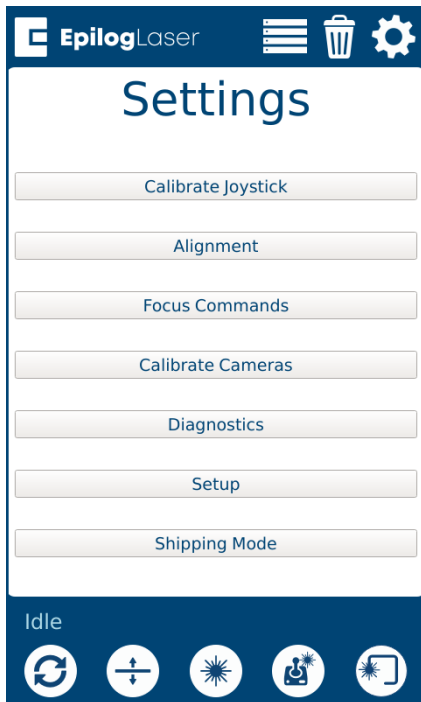 EpilogLaser
Settings
Calibrate Joystick
Alignment
Focus Commands
Calibrate Cameras
Diagnostics
Setup
Shipping Mode
Idle